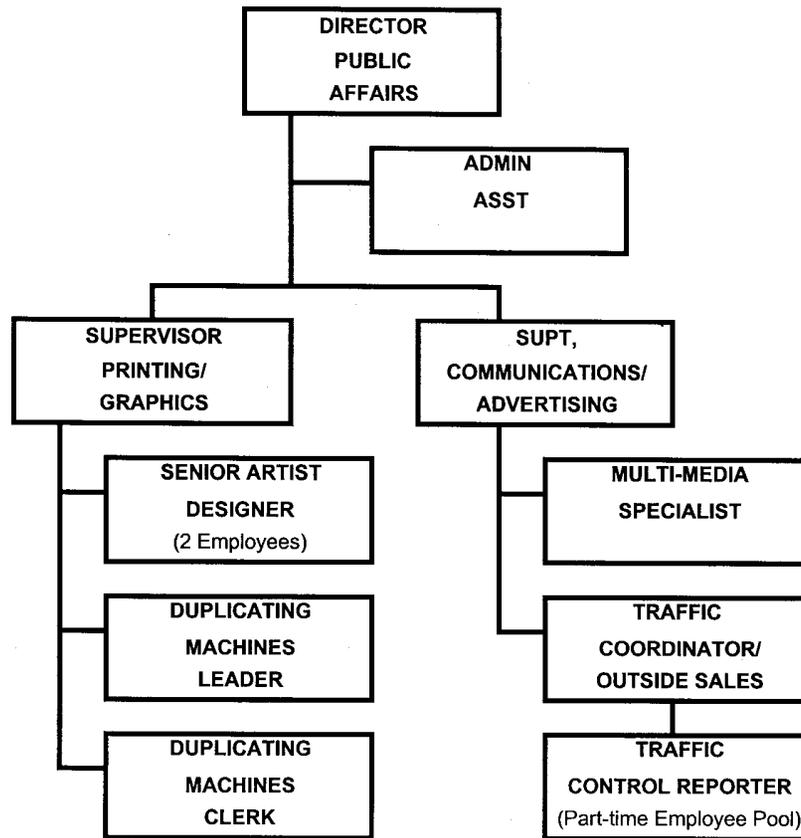 DIRECTOR
PUBLIC
AFFAIRS
ADMIN
ASST
SUPERVISOR
PRINTING/
GRAPHICS
SUPT,
COMMUNICATIONS/
ADVERTISING
SENIOR ARTIST
DESIGNER
(2 Employees)
MULTI-MEDIA
SPECIALIST
DUPLICATING
MACHINES
LEADER
TRAFFIC
COORDINATOR/
OUTSIDE SALES
DUPLICATING
MACHINES
CLERK
TRAFFIC
CONTROL REPORTER
(Part-time Employee Pool)